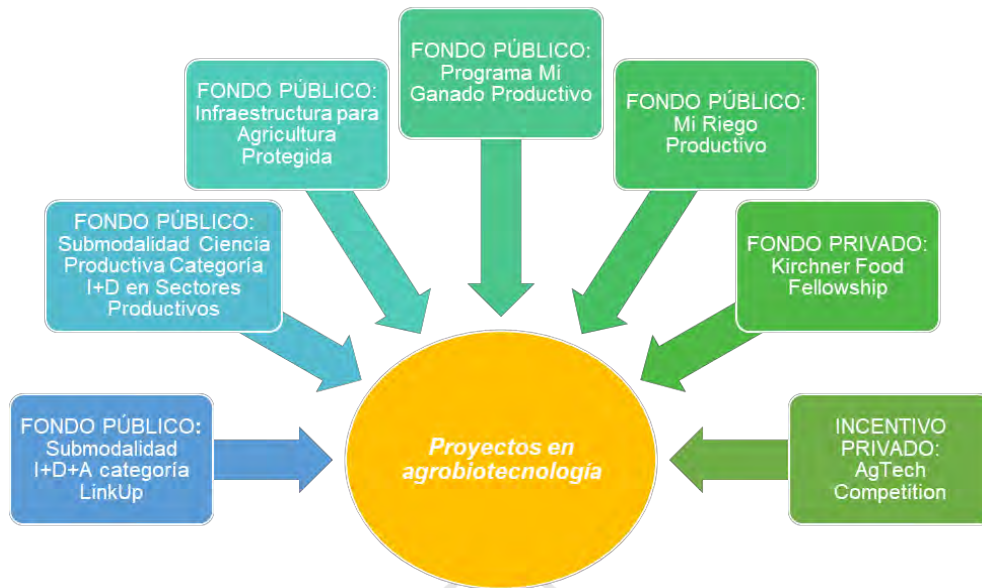 FONDO PÚBLICO:
Submodalidad
I+D+A categoría
LinkUp
FONDO PÚBLICO:
Submodalidad Ciencia
Productiva Categoría
I+D en Sectores
Productivos
FONDO PÚBLICO:
Infraestructura para
Agricultura
Protegida
FONDO PÚBLICO:
Programa Mi
Ganado Productivo
FONDO PÚBLICO:
Mi Riego
Productivo
FONDO PRIVADO:
Kirchner Food
Fellowship
INCENTIVO
PRIVADO:
AgTech
Competition
Proyectos en
agrobiotecnología